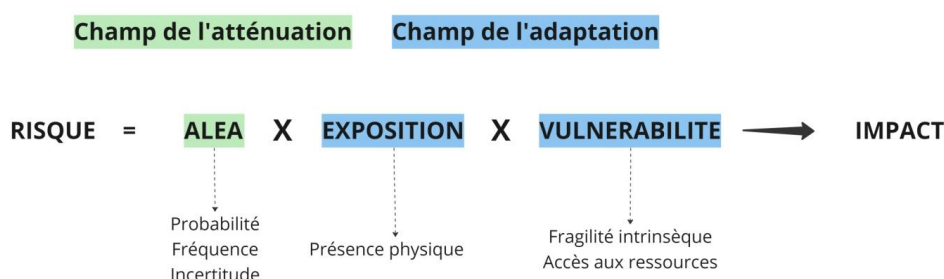 Champ de l'atténuation Champ de l'adaptation
RISQUE = ALEA X EXPOSITION X VULNERABILITE IMPACT
Probabilité
Fréquence
Incertitude
Présence physique
Fragilité intrinsèque
Accès aux ressources